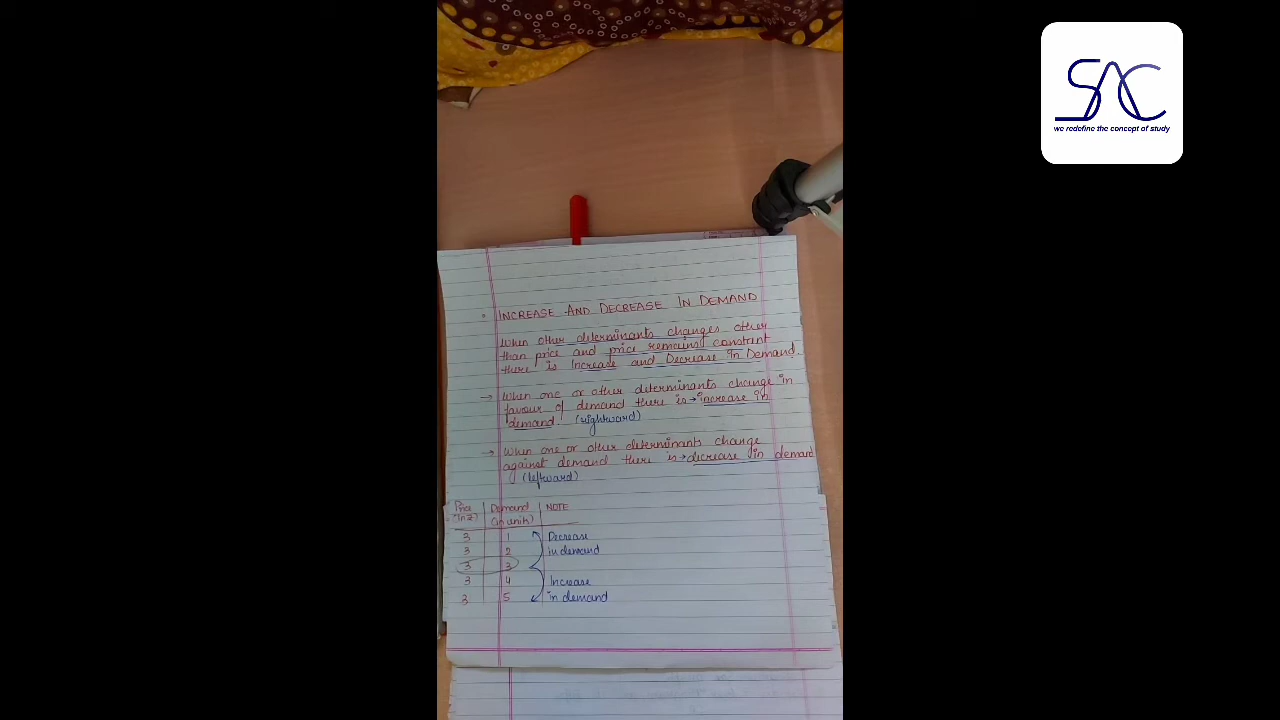 SAC
we redefine the concept of study
• INCREASE AND DECREASE IN DEMAND
When other determinants changes other
than price and price remains constant
there is Increase and Decrease In Demand.
→ When one or other determinants change in
favour of demand there is → increase in
demand. (rightward)
→ When one or other determinants change
against demand there is → decrease in demand
(leftward)
Price Demand NOTE
(In ₹) (in units)
3 1 Decrease
3 2 in demand
3 3
3 4 Increase
3 5 in demand